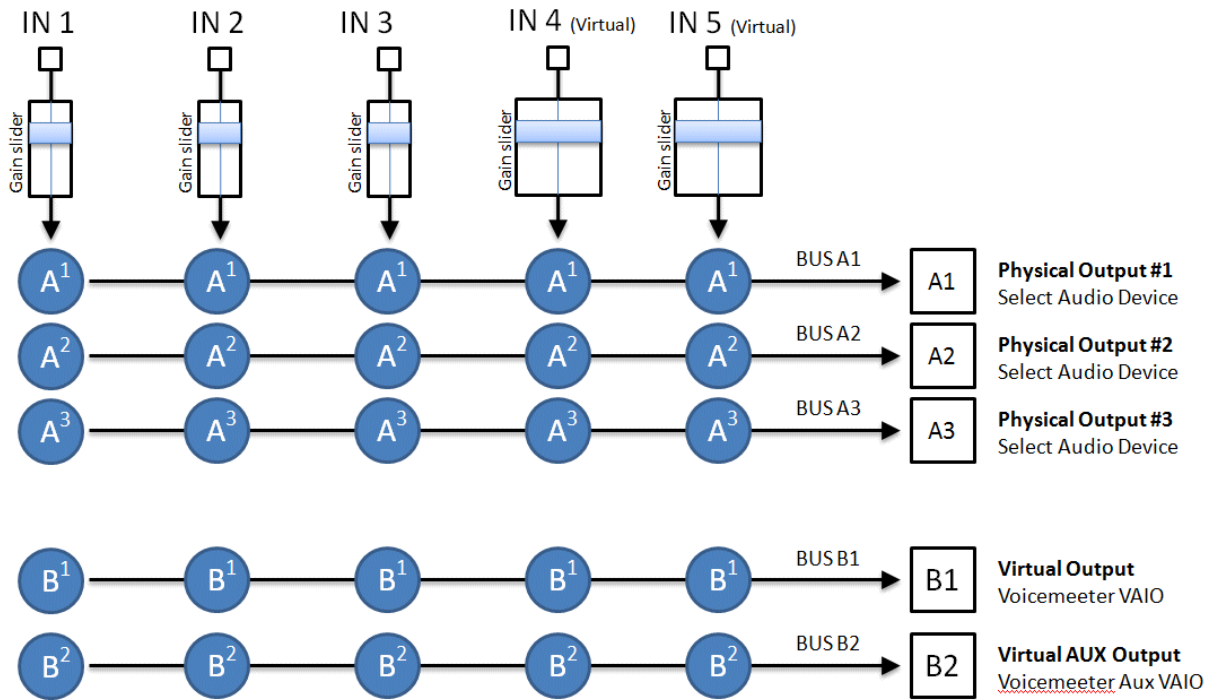 IN 1 IN 2 IN 3 IN 4 (Virtual) IN 5 (Virtual)
Gain slider Gain slider Gain slider Gain slider Gain slider
A1 A1 A1 A1 A1 BUS A1 A1 Physical Output #1
Select Audio Device
A2 A2 A2 A2 A2 BUS A2 A2 Physical Output #2
Select Audio Device
A3 A3 A3 A3 A3 BUS A3 A3 Physical Output #3
Select Audio Device
B1 B1 B1 B1 B1 BUS B1 B1 Virtual Output
Voicemeeter VAIO
B2 B2 B2 B2 B2 BUS B2 B2 Virtual AUX Output
Voicemeeter Aux VAIO